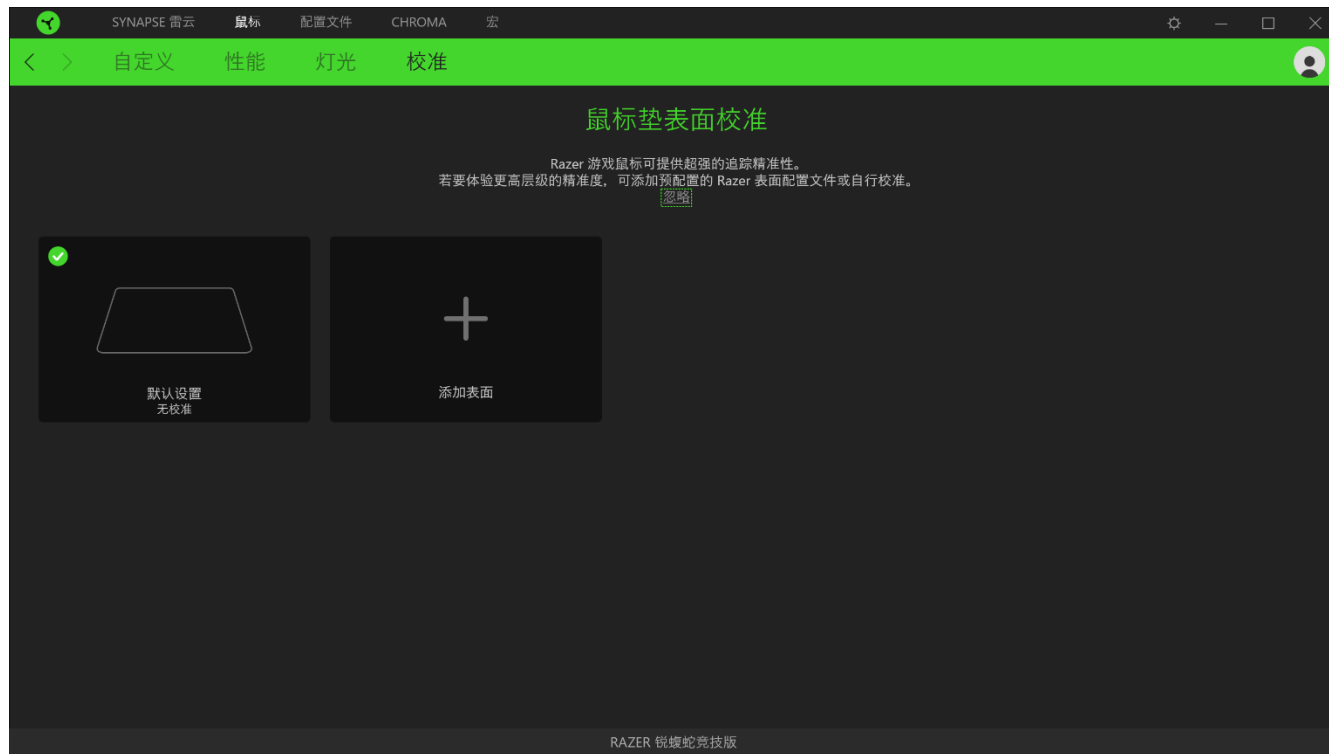 SYNAPSE 雷云 鼠标 配置文件 CHROMA 宏
自定义 性能 灯光 校准
鼠标垫表面校准
Razer 游戏鼠标可提供超强的追踪精准性。
若要体验更高层级的精准度，可添加预配置的 Razer 表面配置文件或自行校准。
忽略
默认设置
无校准
添加表面
RAZER 锐蝮蛇竞技版